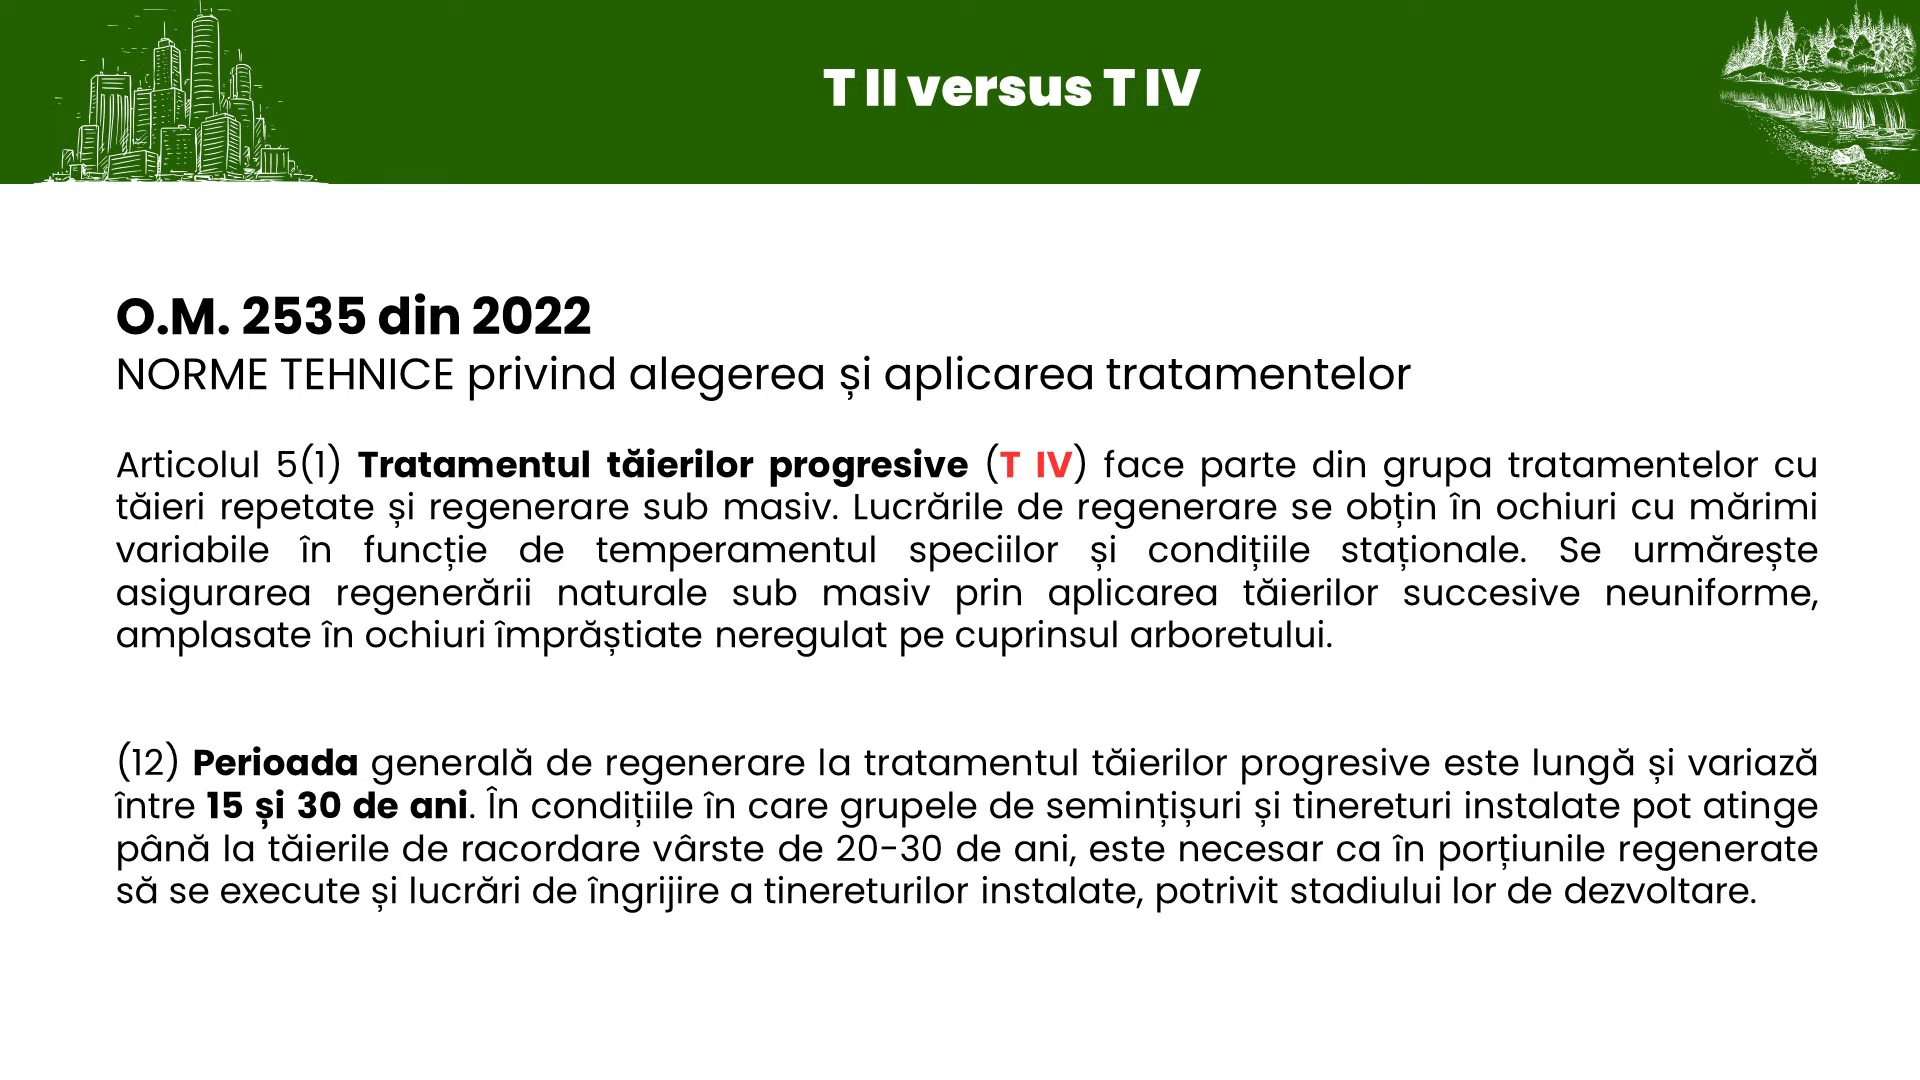 T II versus T IV
O.M. 2535 din 2022
NORME TEHNICE privind alegerea și aplicarea tratamentelor
Articolul 5(1) Tratamentul tăierilor progresive (T IV) face parte din grupa tratamentelor cu
tăieri repetate și regenerare sub masiv. Lucrările de regenerare se obțin în ochiuri cu mărimi
variabile în funcție de temperamentul speciilor și condițiile staționale. Se urmărește
asigurarea regenerării naturale sub masiv prin aplicarea tăierilor succesive neuniforme,
amplasate în ochiuri împrăștiate neregulat pe cuprinsul arboretului.
(12) Perioada generală de regenerare la tratamentul tăierilor progresive este lungă și variază
între 15 și 30 de ani. În condițiile în care grupele de semințișuri și tinereturi instalate pot atinge
până la tăierile de racordare vârste de 20-30 de ani, este necesar ca în porțiunile regenerate
să se execute și lucrări de îngrijire a tinereturilor instalate, potrivit stadiului lor de dezvoltare.